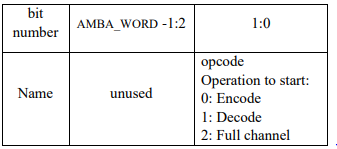 bit number AMBA_WORD -1:2 1:0
Name unused opcode
Operation to start:
0: Encode
1: Decode
2: Full channel